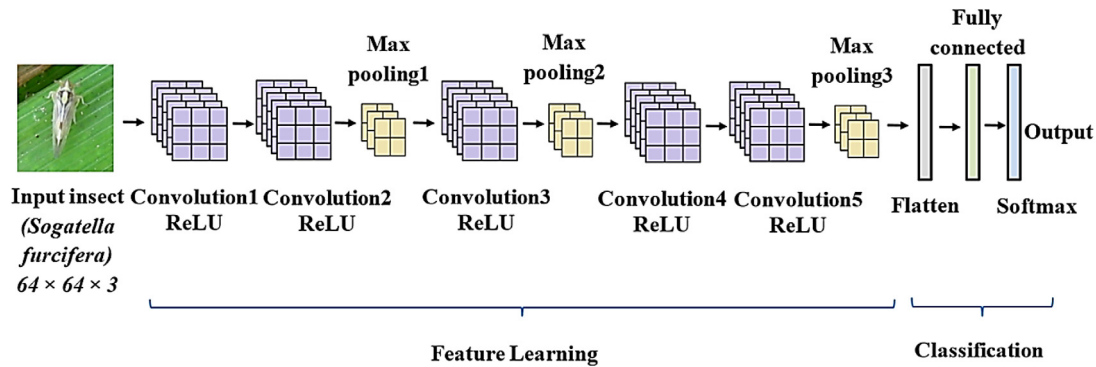 Max
pooling1
Max
pooling2
Max
pooling3
Fully
connected
Output
Input insect
(Sogatella
furcifera)
64 × 64 × 3
Convolution1
ReLU
Convolution2
ReLU
Convolution3
ReLU
Convolution4
ReLU
Convolution5
ReLU
Flatten
Softmax
Feature Learning
Classification